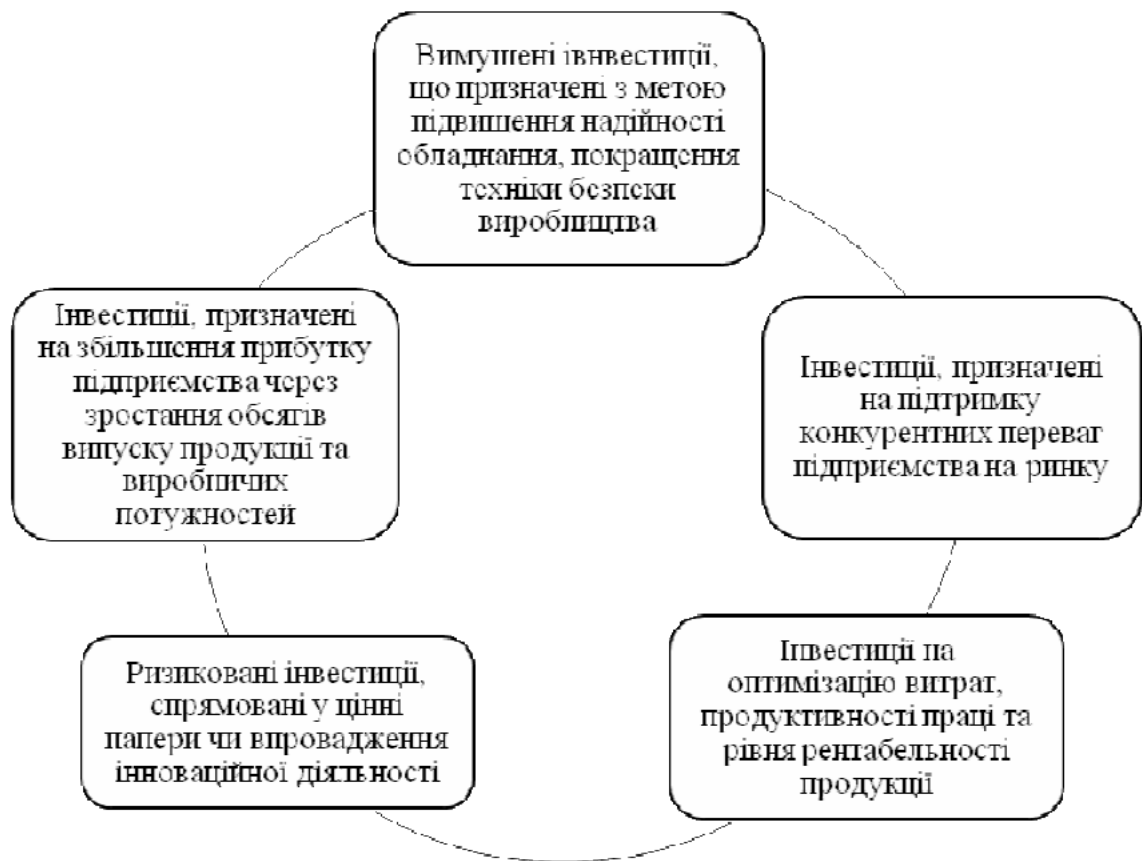 Вимушені івнвестиції,
що призначені з метою
підвишення надійності
обладнання, покращення
техніки безпеки
виробництва
Інвестиції, призначені
на підтримку
конкурентних переваг
підприємства на ринку
Інвестиції на
оптимізацію витрат,
продуктивності праці та
рівня рентабельності
продукції
Ризиковані інвестиції,
спрямовані у цінні
папери чи впровадження
інноваційної діяльності
Інвестиції, призначені
на збільшення прибутку
підприємства через
зростання обсягів
випуску продукції та
виробничих
потужностей